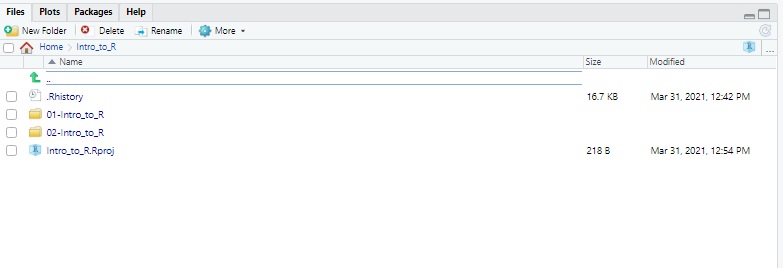 Files Plots Packages Help
New Folder Delete Rename More
Home Intro_to_R ...
Name Size Modified
..
.Rhistory 16.7 KB Mar 31, 2021, 12:42 PM
01-Intro_to_R
02-Intro_to_R
Intro_to_R.Rproj 218 B Mar 31, 2021, 12:54 PM